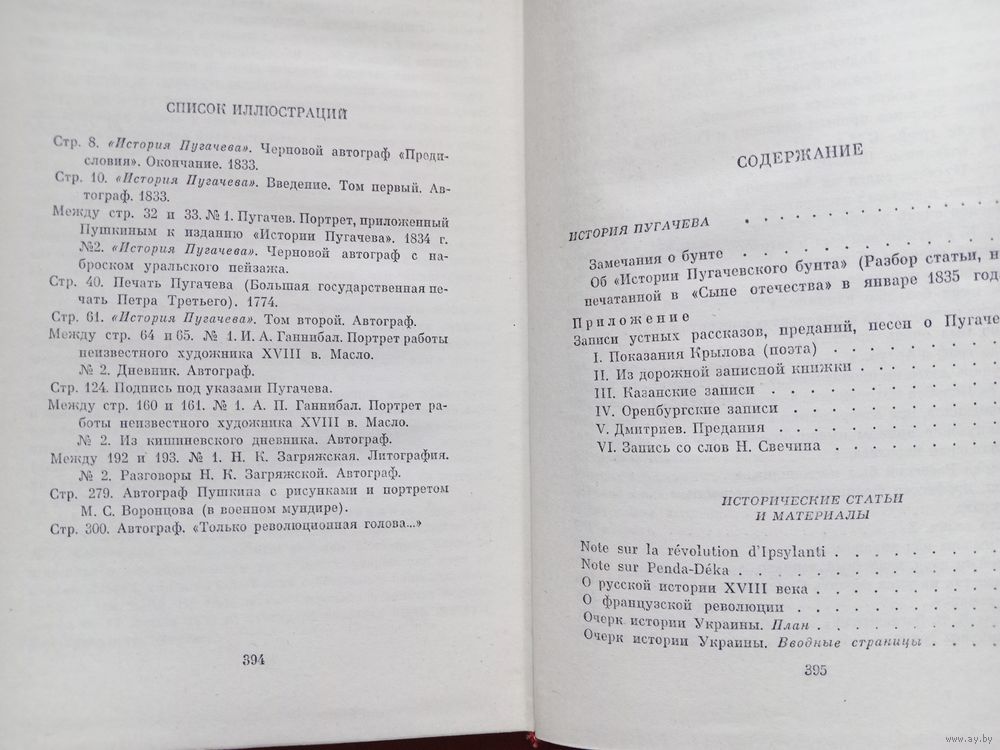 СПИСОК ИЛЛЮСТРАЦИЙ
Стр. 8. «История Пугачева». Черновой автограф «Преди-
словия». Окончание. 1833.
Стр. 10. «История Пугачева». Введение. Том первый. Ав-
тограф. 1833.
Между стр. 32 и 33. № 1. Пугачев. Портрет, приложенный
Пушкиным к изданию «Истории Пугачева». 1834 г.
№2. «История Пугачева». Черновой автограф с на-
броском уральского пейзажа.
Стр. 40. Печать Пугачева (Большая государственная пе-
чать Петра Третьего). 1774.
Стр. 61. «История Пугачева». Том второй. Автограф.
Между стр. 64 и 65. № 1. И. А. Ганнибал. Портрет работы
неизвестного художника XVIII в. Масло.
№ 2. Дневник. Автограф.
Стр. 124. Подпись под указами Пугачева.
Между стр. 160 и 161. № 1. А. П. Ганнибал. Портрет ра-
боты неизвестного художника XVIII в. Масло.
№ 2. Из кишиневского дневника. Автограф.
Между 192 и 193. № 1. Н. К. Загряжская. Литография.
№ 2. Разговоры Н. К. Загряжской. Автограф.
Стр. 279. Автограф Пушкина с рисунками и портретом
М. С. Воронцова (в военном мундире).
Стр. 300. Автограф. «Только революционная голова...»
394
СОДЕРЖАНИЕ
ИСТОРИЯ ПУГАЧЕВА
Замечания о бунте
Об «Истории Пугачевского бунта» (Разбор статьи, н
печатанной в «Сыне отечества» в январе 1835 года
Приложение
Записи устных рассказов, преданий, песен о Пугаче
I. Показания Крылова (поэта)
II. Из дорожной записной книжки
III. Казанские записи
IV. Оренбургские записи
V. Дмитриев. Предания
VI. Запись со слов Н. Свечина
ИСТОРИЧЕСКИЕ СТАТЬИ
И МАТЕРИАЛЫ
Note sur la révolution d'Ipsylanti
Note sur Penda-Déka
О русской истории XVIII века
О французской революции
Очерк истории Украины. План
Очерк истории Украины. Вводные страницы
395
www.ay.by